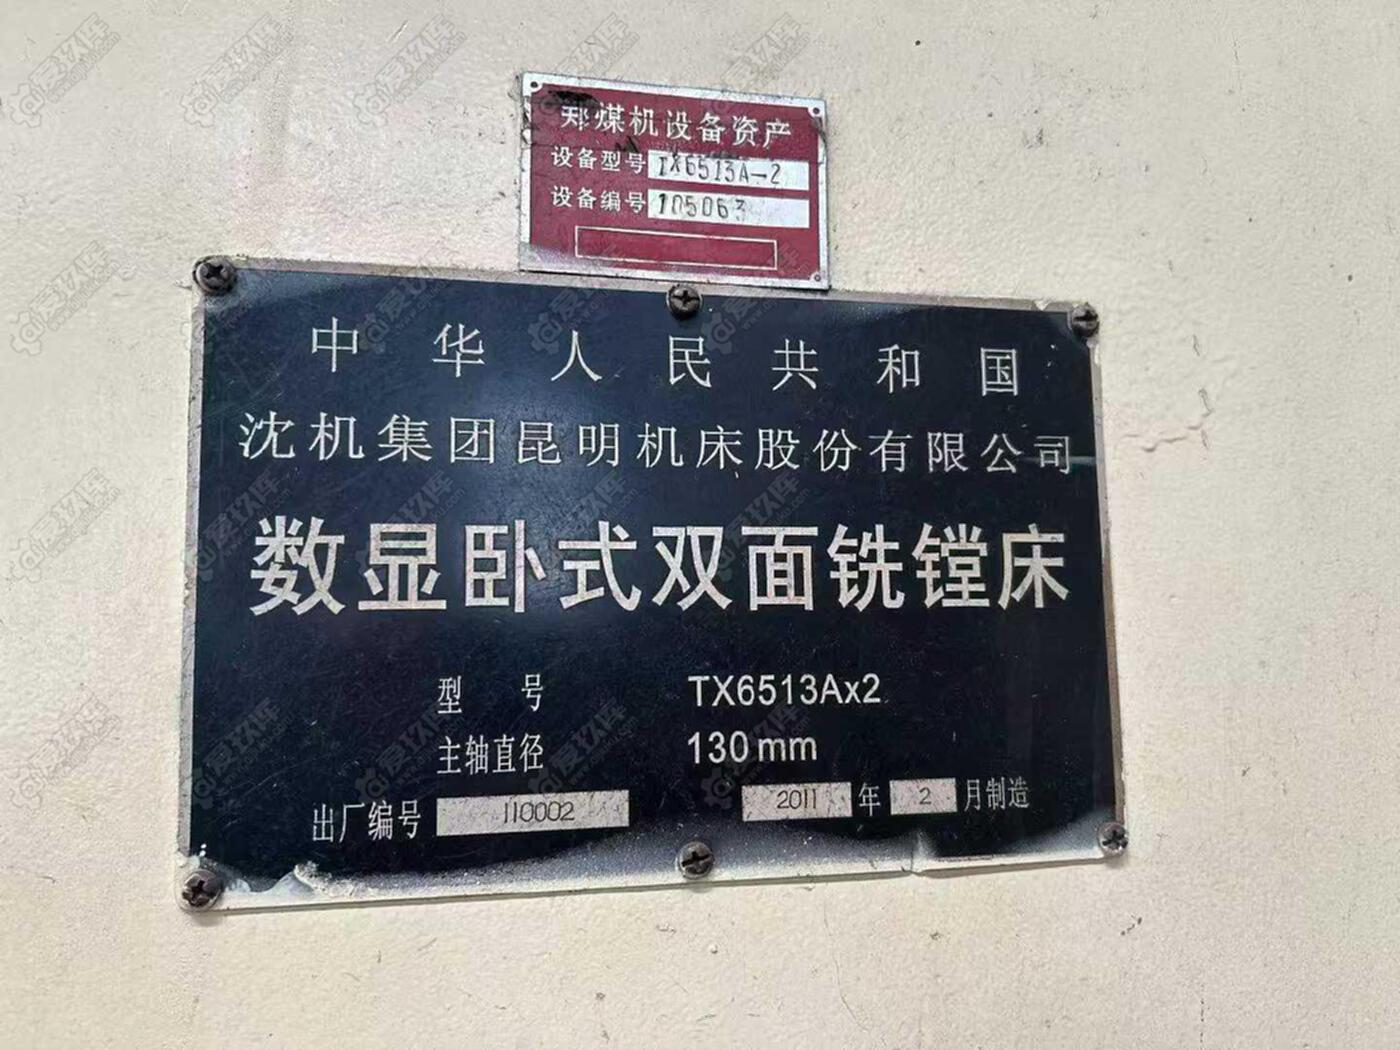 郑煤机设备资产
设备型号 TX6513A-2
设备编号 105063
中华人民共和国
沈机集团昆明机床股份有限公司
数显卧式双面铣镗床
型号 TX6513Ax2
主轴直径 130mm
出厂编号 110002 2011 年 2 月制造